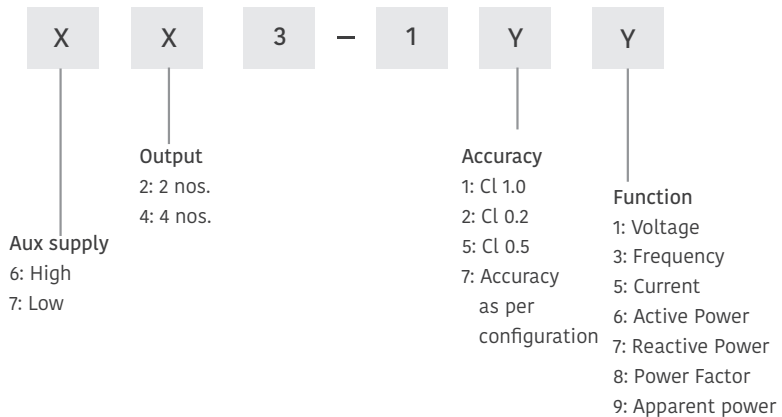 X X 3 – 1 Y Y
Output
2: 2 nos.
4: 4 nos.
Aux supply
6: High
7: Low
Accuracy
1: Cl 1.0
2: Cl 0.2
5: Cl 0.5
7: Accuracy
as per
configuration
Function
1: Voltage
3: Frequency
5: Current
6: Active Power
7: Reactive Power
8: Power Factor
9: Apparent power